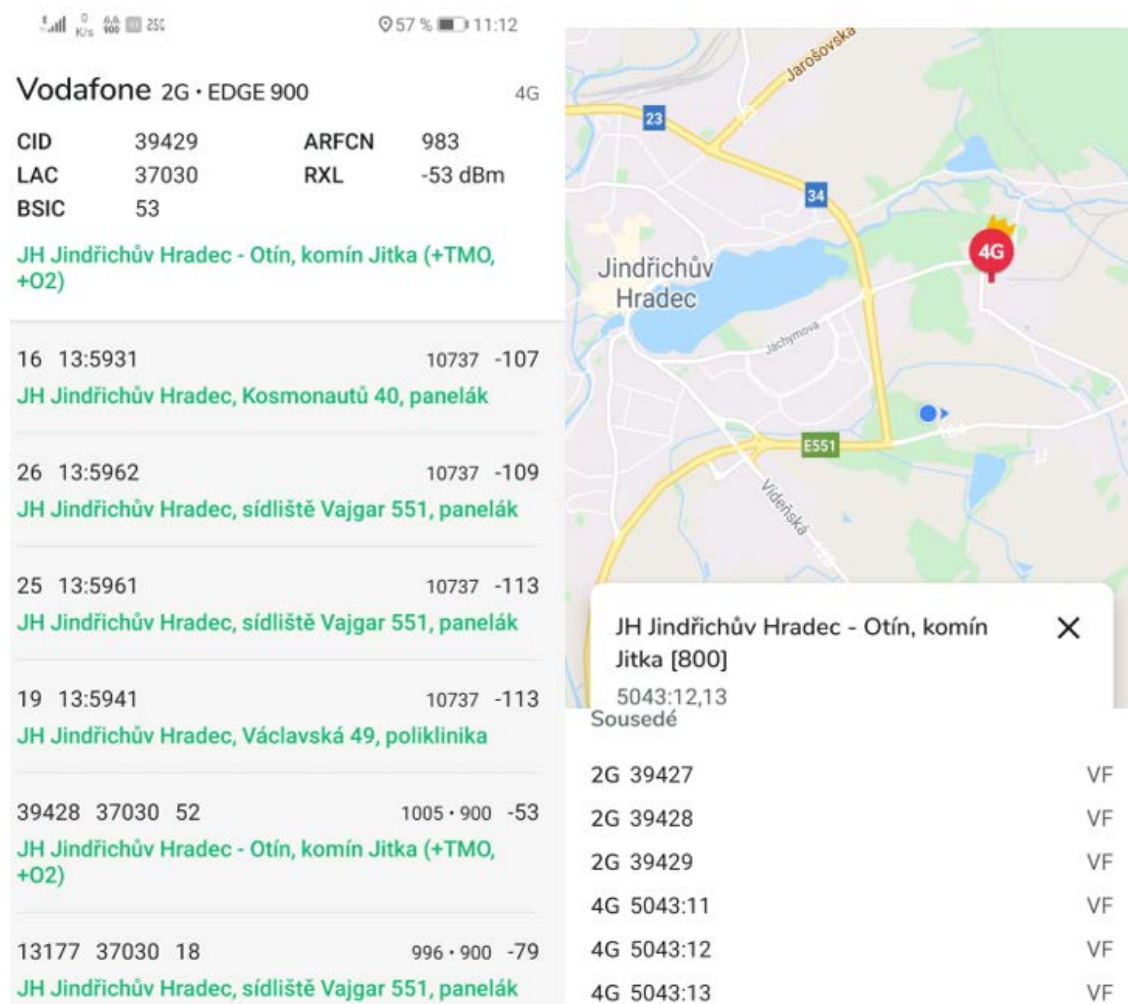 0 K/s 57 % 11:12
Vodafone 2G • EDGE 900 4G
CID 39429 ARFCN 983
LAC 37030 RXL -53 dBm
BSIC 53
JH Jindřichův Hradec - Otín, komín Jitka (+TMO,
+O2)
16 13:5931 10737 -107
JH Jindřichův Hradec, Kosmonautů 40, panelák
26 13:5962 10737 -109
JH Jindřichův Hradec, sídliště Vajgar 551, panelák
25 13:5961 10737 -113
JH Jindřichův Hradec, sídliště Vajgar 551, panelák
19 13:5941 10737 -113
JH Jindřichův Hradec, Václavská 49, poliklinika
39428 37030 52 1005 • 900 -53
JH Jindřichův Hradec - Otín, komín Jitka (+TMO,
+O2)
13177 37030 18 996 • 900 -79
JH Jindřichův Hradec, sídliště Vajgar 551, panelák
Jarošovská
23
34
4G
Jindřichův
Hradec
Jáchymova
E551
Vídeňská
JH Jindřichův Hradec - Otín, komín
Jitka [800]
5043:12,13
Sousedé
2G 39427 VF
2G 39428 VF
2G 39429 VF
4G 5043:11 VF
4G 5043:12 VF
4G 5043:13 VF